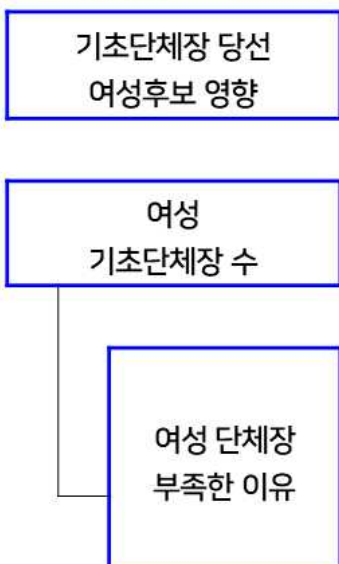 기초단체장 당선
여성후보 영향
여성
기초단체장 수
여성 단체장
부족한 이유